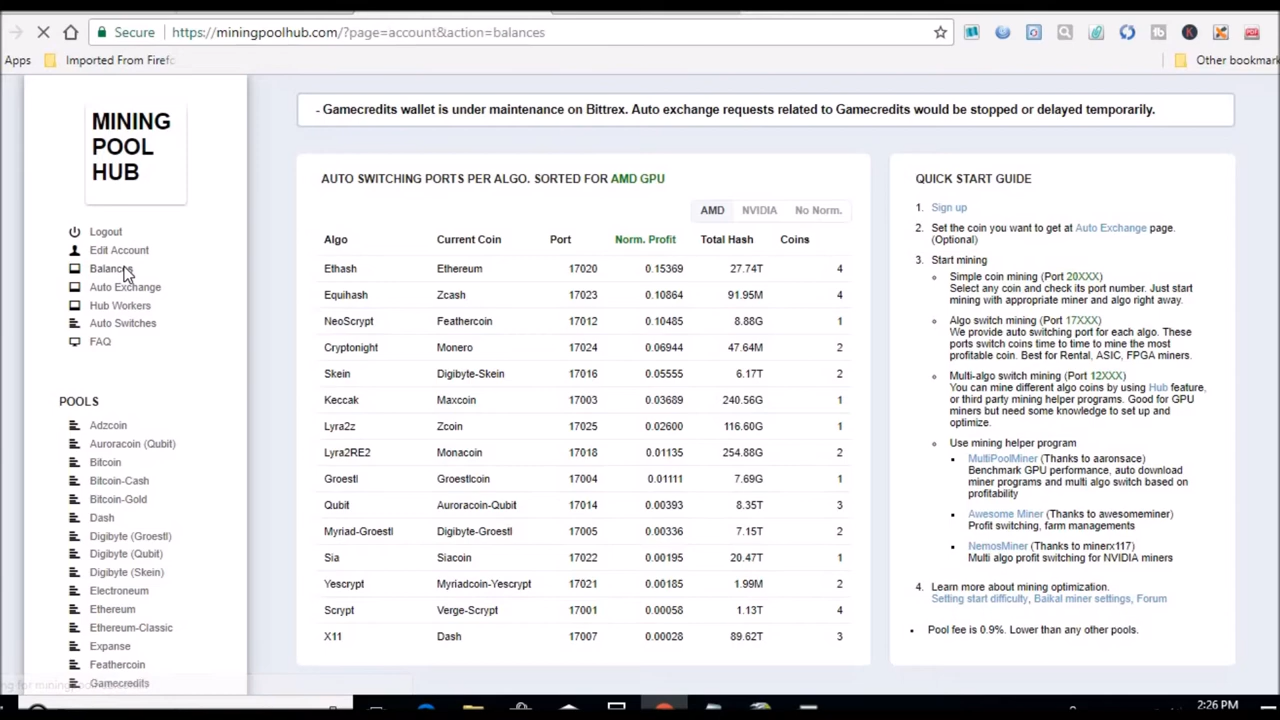 Secure https://miningpoolhub.com/?page=account&action=balances
Apps Imported From Firefo Other bookmark
MINING
POOL
HUB
Logout
Edit Account
Balances
Auto Exchange
Hub Workers
Auto Switches
FAQ
POOLS
Adzcoin
Auroracoin (Qubit)
Bitcoin
Bitcoin-Cash
Bitcoin-Gold
Dash
Digibyte (Groestl)
Digibyte (Qubit)
Digibyte (Skein)
Electroneum
Ethereum
Ethereum-Classic
Expanse
Feathercoin
Gamecredits
- Gamecredits wallet is under maintenance on Bittrex. Auto exchange requests related to Gamecredits would be stopped or delayed temporarily.
AUTO SWITCHING PORTS PER ALGO. SORTED FOR AMD GPU
AMD NVIDIA No Norm.
Algo Current Coin Port Norm. Profit Total Hash Coins
Ethash Ethereum 17020 0.15369 27.74T 4
Equihash Zcash 17023 0.10864 91.95M 4
NeoScrypt Feathercoin 17012 0.10485 8.88G 1
Cryptonight Monero 17024 0.06944 47.64M 2
Skein Digibyte-Skein 17016 0.05555 6.17T 2
Keccak Maxcoin 17003 0.03689 240.56G 1
Lyra2z Zcoin 17025 0.02600 116.60G 1
Lyra2RE2 Monacoin 17018 0.01135 254.88G 2
Groestl Groestlcoin 17004 0.01111 7.69G 1
Qubit Auroracoin-Qubit 17014 0.00393 8.35T 3
Myriad-Groestl Digibyte-Groestl 17005 0.00336 7.15T 2
Sia Siacoin 17022 0.00195 20.47T 1
Yescrypt Myriadcoin-Yescrypt 17021 0.00185 1.99M 2
Scrypt Verge-Scrypt 17001 0.00058 1.13T 4
X11 Dash 17007 0.00028 89.62T 3
QUICK START GUIDE
1. Sign up
2. Set the coin you want to get at Auto Exchange page.
(Optional)
3. Start mining
Simple coin mining (Port 20XXX)
Select any coin and check its port number. Just start
mining with appropriate miner and algo right away.
Algo switch mining (Port 17XXX)
We provide auto switching port for each algo. These
ports switch coins time to time to mine the most
profitable coin. Best for Rental, ASIC, FPGA miners.
Multi-algo switch mining (Port 12XXX)
You can mine different algo coins by using Hub feature,
or third party mining helper programs. Good for GPU
miners but need some knowledge to set up and
optimize.
Use mining helper program
MultiPoolMiner (Thanks to aaronsace)
Benchmark GPU performance, auto download
miner programs and multi algo switch based on
profitability
Awesome Miner (Thanks to awesomeminer)
Profit switching, farm managements
NemosMiner (Thanks to minerx117)
Multi algo profit switching for NVIDIA miners
4. Learn more about mining optimization.
Setting start difficulty, Baikal miner settings, Forum
Pool fee is 0.9%. Lower than any other pools.
2:26 PM